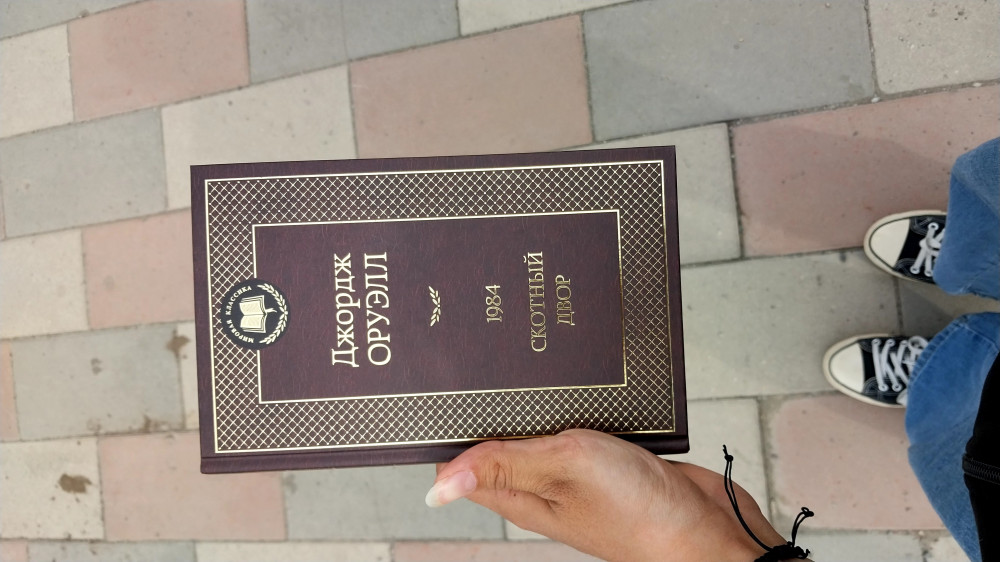 МИРОВАЯ КЛАССИКА
Джордж
ОРУЭЛЛ
1984
СКОТНЫЙ
ДВОР